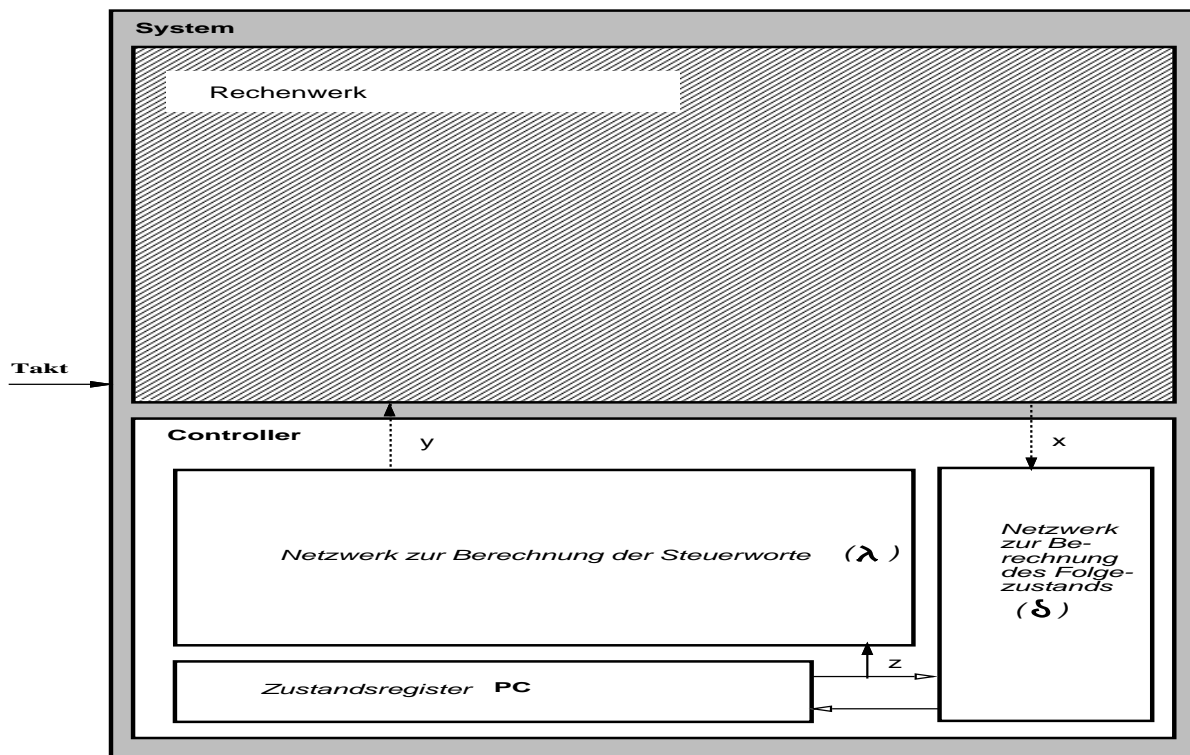 System
Rechenwerk
Takt
Controller
y
x
Netzwerk zur Berechnung der Steuerworte (λ)
Netzwerk
zur Be-
rechnung
des Folge-
zustands
(δ)
z
Zustandsregister PC